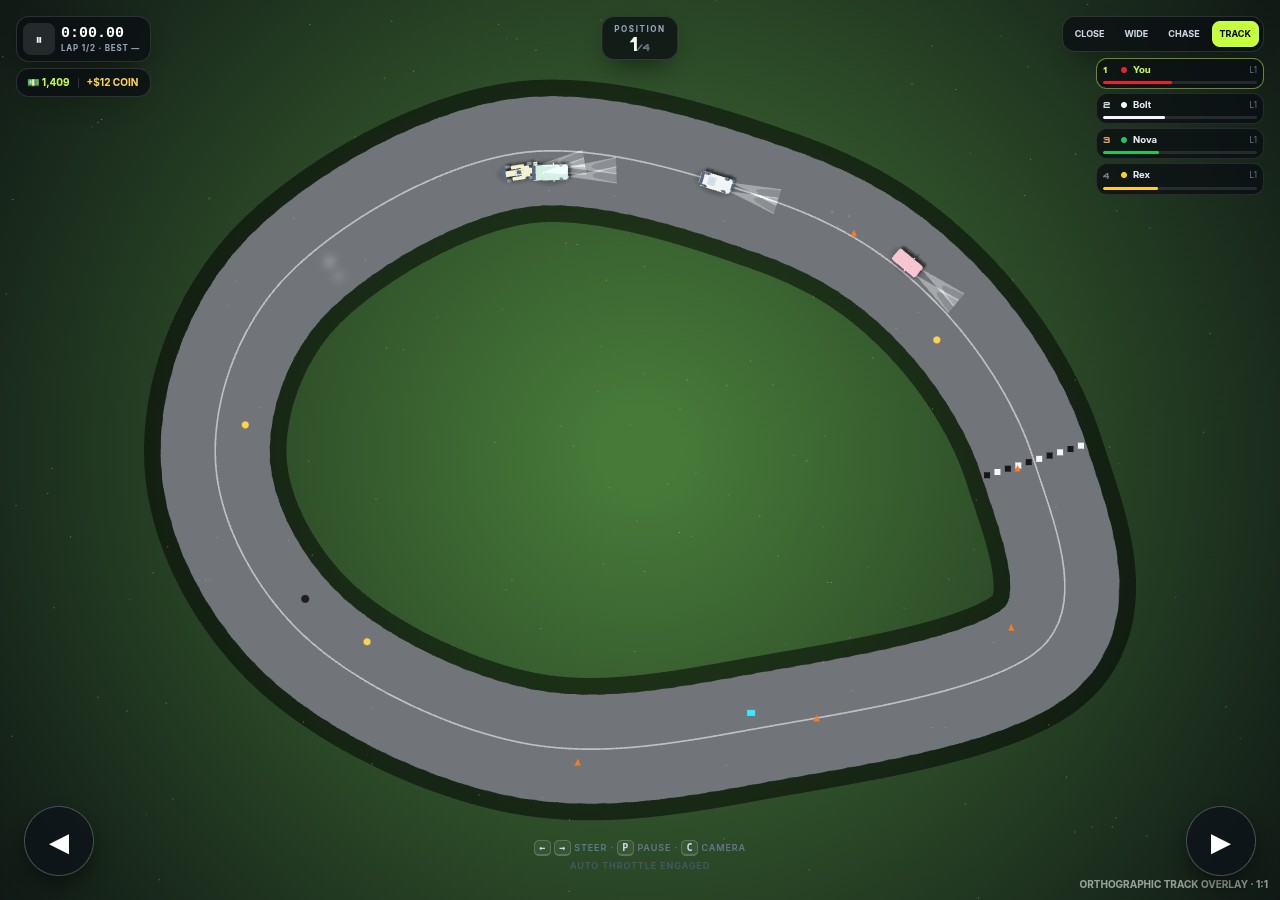 0:00.00
LAP 1/2 · BEST —
1,409 +$12 COIN
POSITION
1/4
CLOSE WIDE CHASE TRACK
1 You L1
2 Bolt L1
3 Nova L1
4 Rex L1
← → STEER · P PAUSE · C CAMERA
AUTO THROTTLE ENGAGED
ORTHOGRAPHIC TRACK OVERLAY · 1:1